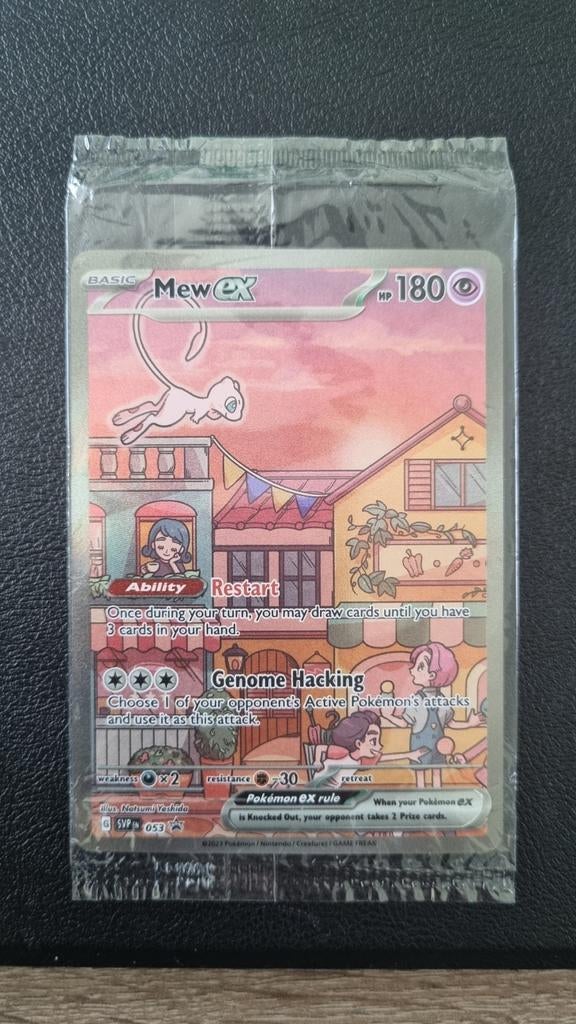 BASIC Mew ex HP 180
Ability Restart
Once during your turn, you may draw cards until you have
3 cards in your hand.
Genome Hacking
Choose 1 of your opponent's Active Pokémon's attacks
and use it as this attack.
weakness ×2 resistance -30 retreat
Pokémon ex rule When your Pokémon ex
is Knocked Out, your opponent takes 2 Prize cards.
Illus. Natsumi Yoshida
G SVP EN 053
©2023 Pokémon / Nintendo / Creatures / GAME FREAK